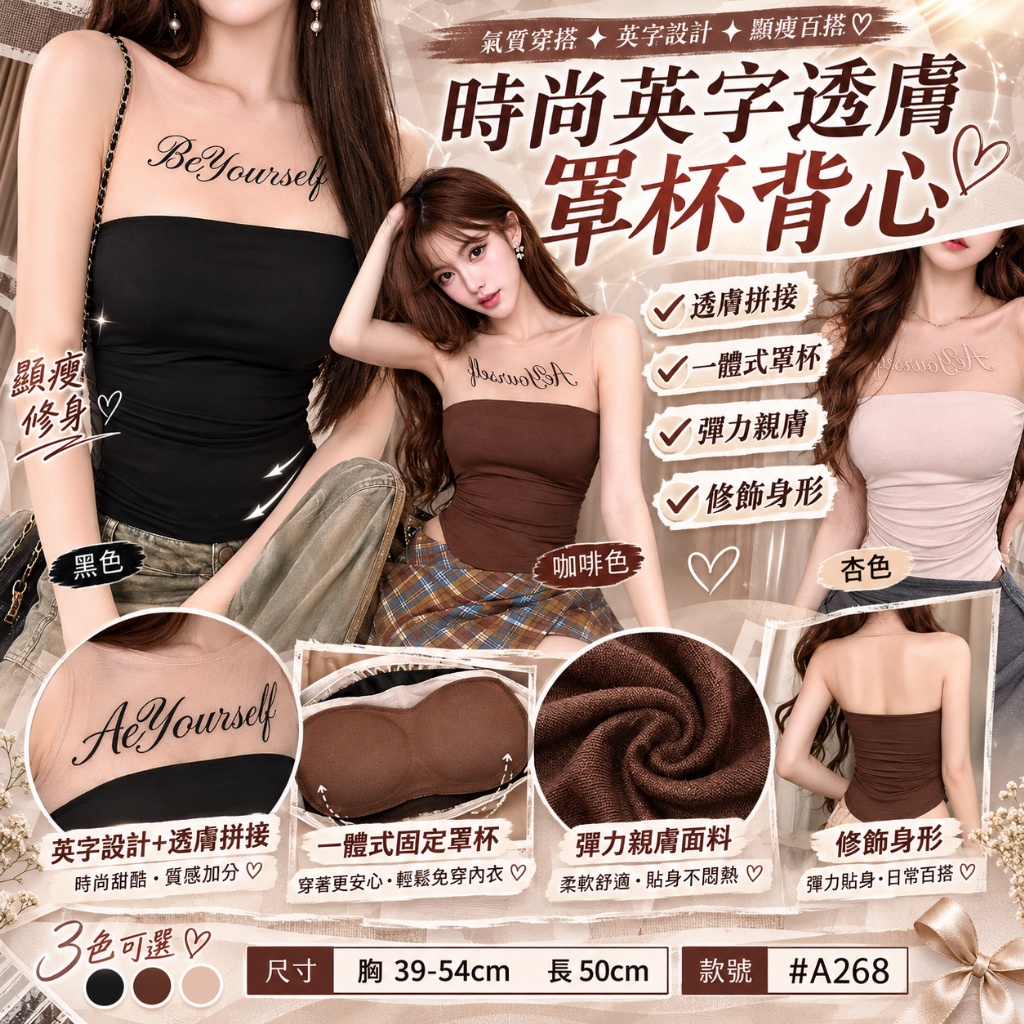 氣質穿搭 ✦ 英字設計 ✦ 顯瘦百搭♡
時尚英字透膚
罩杯背心
BeYourself
AeYourself
AeYourself
✓透膚拼接
✓一體式罩杯
✓彈力親膚
✓修飾身形
顯瘦
修身
黑色
咖啡色
杏色
AeYourself
英字設計+透膚拼接
時尚甜酷・質感加分♡
一體式固定罩杯
穿著更安心・輕鬆免穿內衣♡
彈力親膚面料
柔軟舒適・貼身不悶熱♡
修飾身形
彈力貼身・日常百搭♡
3色可選♡
尺寸 胸 39-54cm 長 50cm
款號 #A268